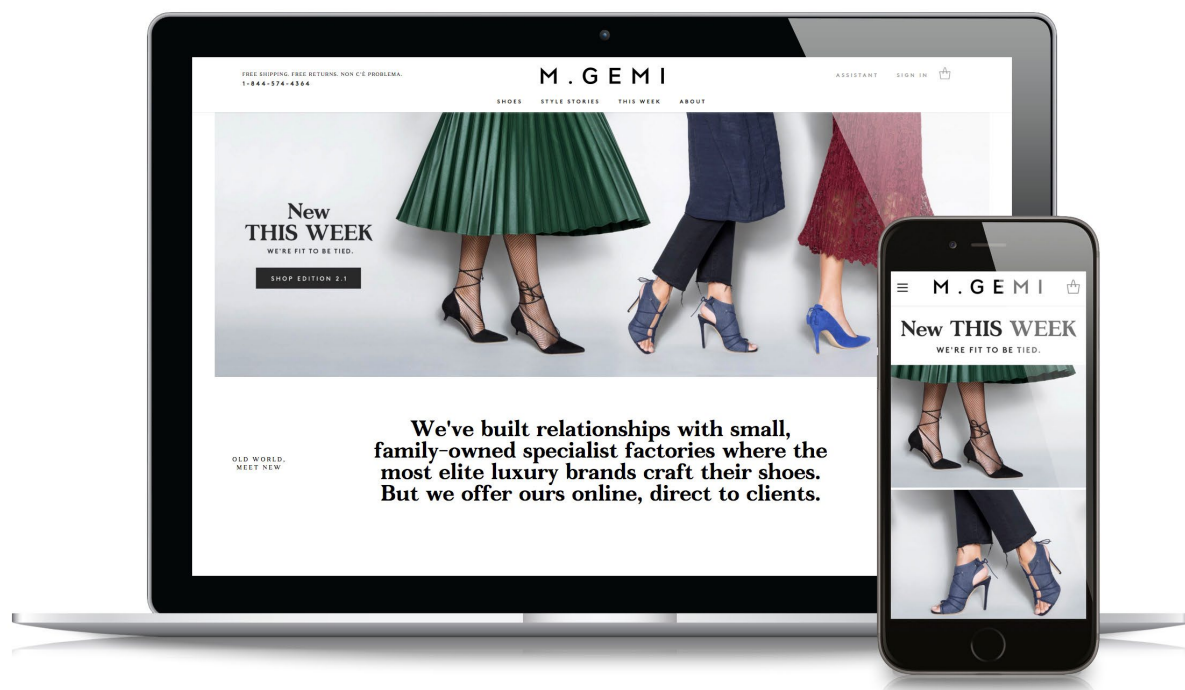 FREE SHIPPING. FREE RETURNS. NON C'È PROBLEMA.
1-844-574-4364
M.GEMI
ASSISTANT
SIGN IN
SHOES
STYLE STORIES
THIS WEEK
ABOUT
New
THIS WEEK
WE'RE FIT TO BE TIED.
SHOP EDITION 2.1
OLD WORLD,
MEET NEW
We've built relationships with small,
family-owned specialist factories where the
most elite luxury brands craft their shoes.
But we offer ours online, direct to clients.
M.GEMI
New THIS WEEK
WE'RE FIT TO BE TIED.